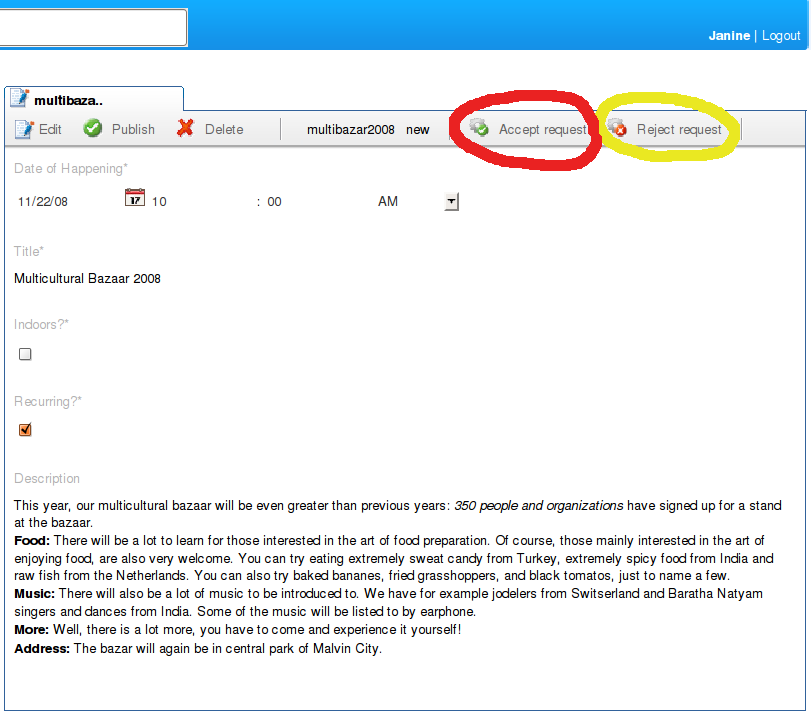 Janine | Logout
multibaza..
Edit Publish Delete multibazar2008 new Accept request Reject request
Date of Happening*
11/22/08 17 10 : 00 AM
Title*
Multicultural Bazaar 2008
Indoors?*
Recurring?*
Description
This year, our multicultural bazaar will be even greater than previous years: 350 people and organizations have signed up for a stand
at the bazaar.
Food: There will be a lot to learn for those interested in the art of food preparation. Of course, those mainly interested in the art of
enjoying food, are also very welcome. You can try eating extremely sweat candy from Turkey, extremely spicy food from India and
raw fish from the Netherlands. You can also try baked bananes, fried grasshoppers, and black tomatos, just to name a few.
Music: There will also be a lot of music to be introduced to. We have for example jodelers from Switserland and Baratha Natyam
singers and dances from India. Some of the music will be listed to by earphone.
More: Well, there is a lot more, you have to come and experience it yourself!
Address: The bazar will again be in central park of Malvin City.